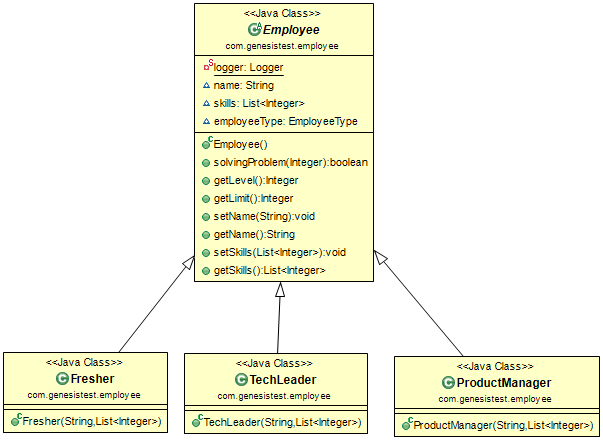 <<Java Class>>
Employee
com.genesistest.employee
logger: Logger
name: String
skills: List<Integer>
employeeType: EmployeeType
Employee()
solvingProblem(Integer):boolean
getLevel():Integer
getLimit():Integer
setName(String):void
getName():String
setSkills(List<Integer>):void
getSkills():List<Integer>
<<Java Class>>
Fresher
com.genesistest.employee
Fresher(String,List<Integer>)
<<Java Class>>
TechLeader
com.genesistest.employee
TechLeader(String,List<Integer>)
<<Java Class>>
ProductManager
com.genesistest.employee
ProductManager(String,List<Integer>)